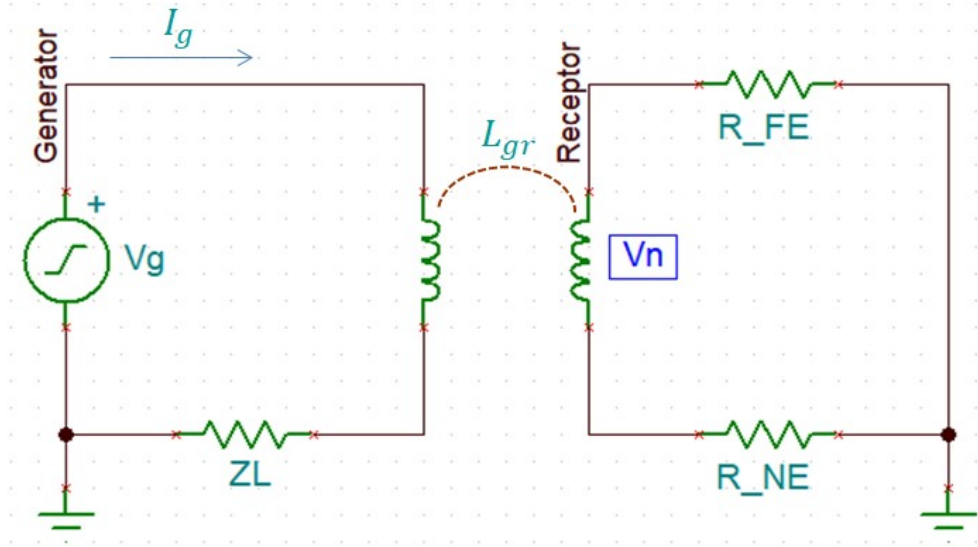 I_g
Generator
+
Vg
ZL
L_gr
Receptor
Vn
R_FE
R_NE